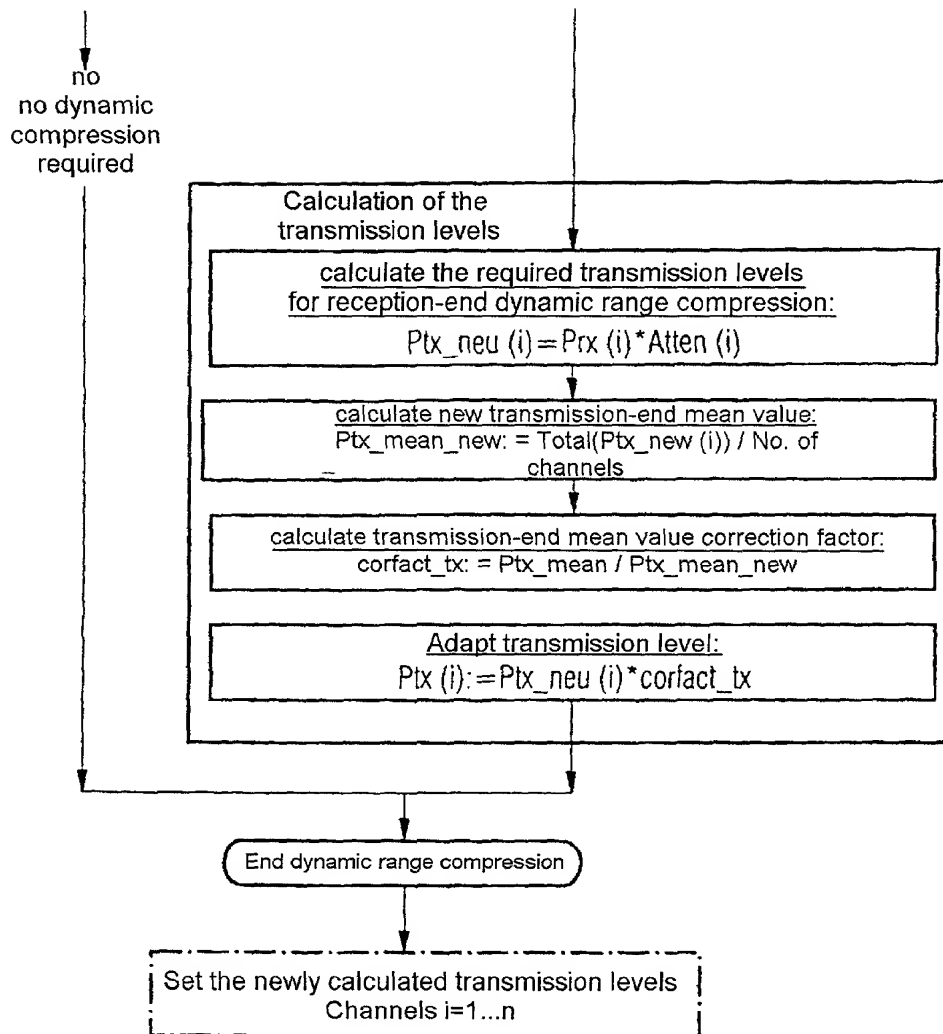 no
no dynamic
compression
required
Calculation of the
transmission levels
calculate the required transmission levels
for reception-end dynamic range compression:
Ptx_neu (i)=Prx (i)*Atten (i)
calculate new transmission-end mean value:
Ptx_mean_new: = Total(Ptx_new (i)) / No. of
_ channels
calculate transmission-end mean value correction factor:
corfact_tx: = Ptx_mean / Ptx_mean_new
Adapt transmission level:
Ptx (i):=Ptx_neu (i)*corfact_tx
End dynamic range compression
Set the newly calculated transmission levels
Channels i=1...n